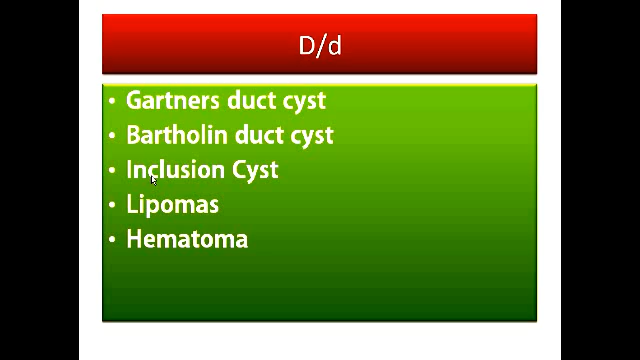 D/d
• Gartners duct cyst
• Bartholin duct cyst
• Inclusion Cyst
• Lipomas
• Hematoma